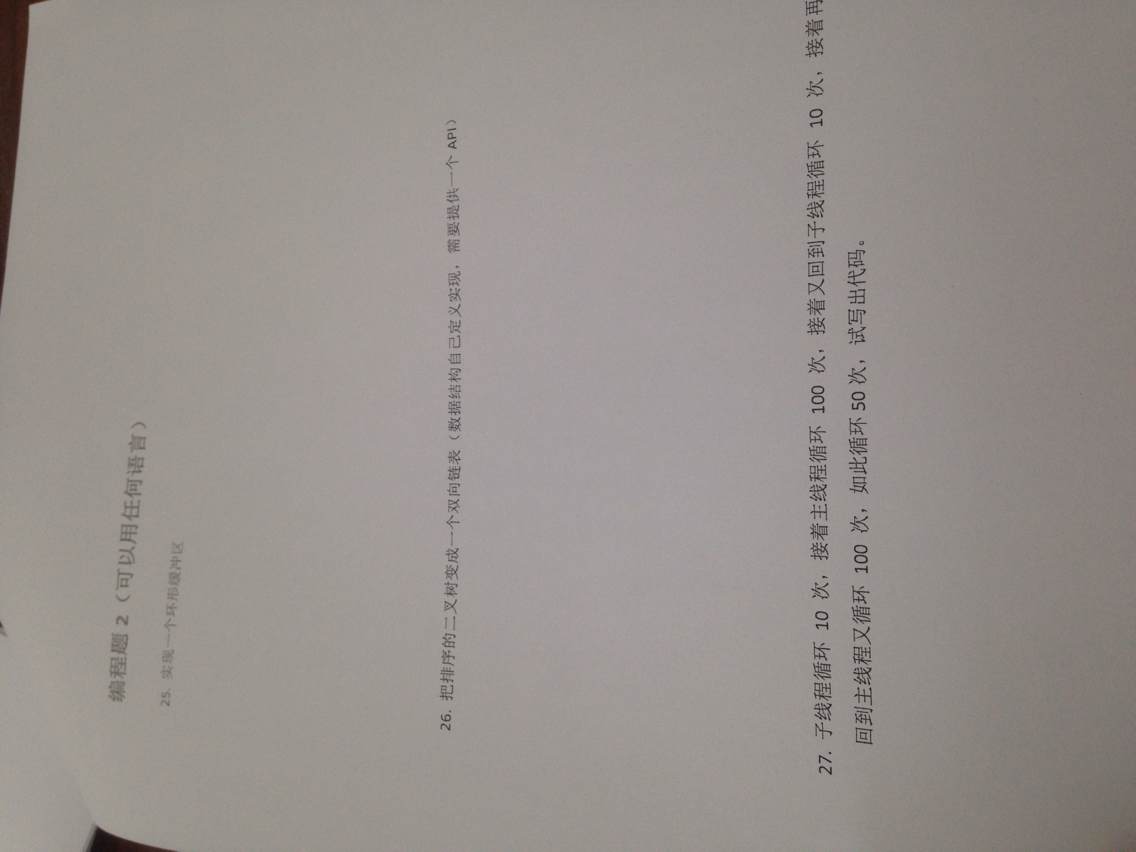 编程题 2（可以用任何语言）
25. 实现一个环形缓冲区
26. 把排序的二叉树变成一个双向链表（数据结构自己定义实现，需要提供一个 API）
27. 子线程循环 10 次，接着主线程循环 100 次，接着又回到子线程循环 10 次，接着再
回到主线程又循环 100 次，如此循环 50 次，试写出代码。